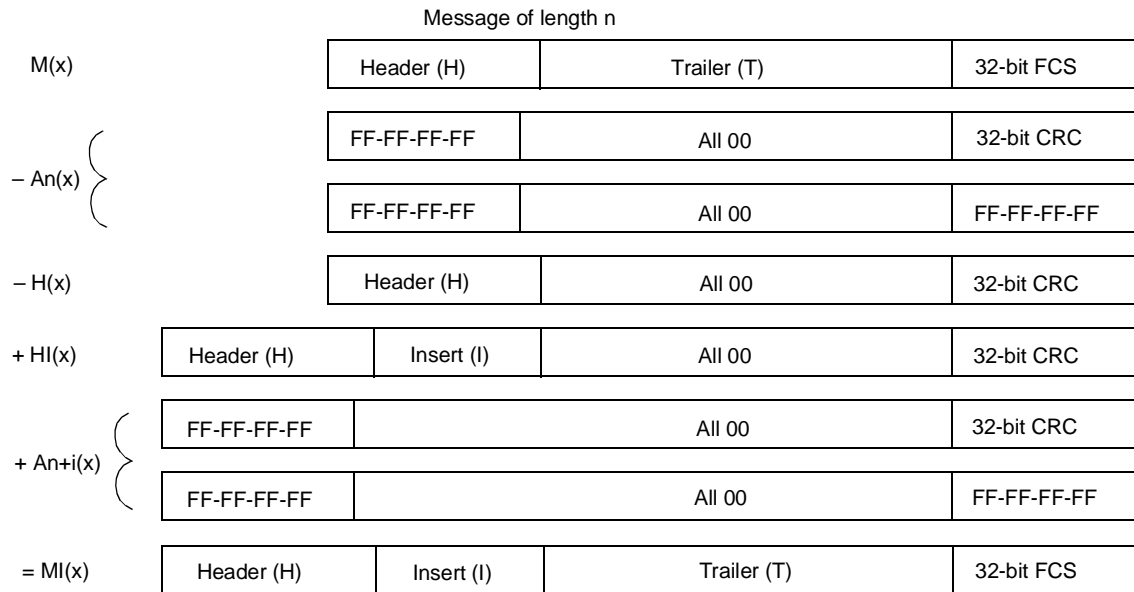 Message of length n
M(x) Header (H) Trailer (T) 32-bit FCS
FF-FF-FF-FF All 00 32-bit CRC
– An(x)
FF-FF-FF-FF All 00 FF-FF-FF-FF
– H(x) Header (H) All 00 32-bit CRC
+ HI(x) Header (H) Insert (I) All 00 32-bit CRC
FF-FF-FF-FF All 00 32-bit CRC
+ An+i(x)
FF-FF-FF-FF All 00 FF-FF-FF-FF
= MI(x) Header (H) Insert (I) Trailer (T) 32-bit FCS